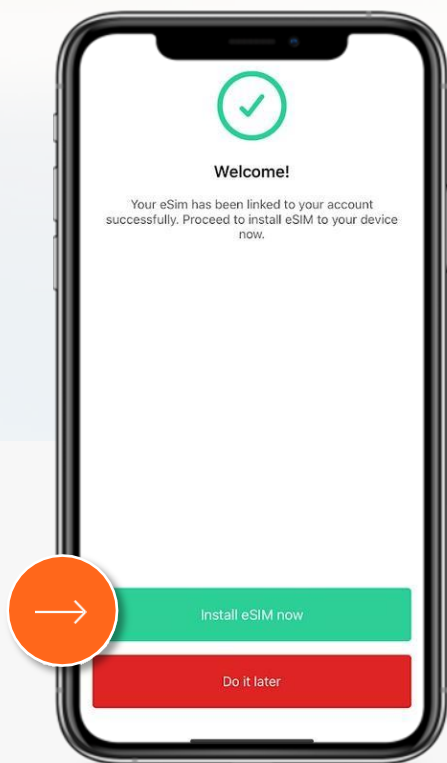 Welcome!
Your eSim has been linked to your account
successfully. Proceed to install eSIM to your device
now.
Install eSIM now
Do it later